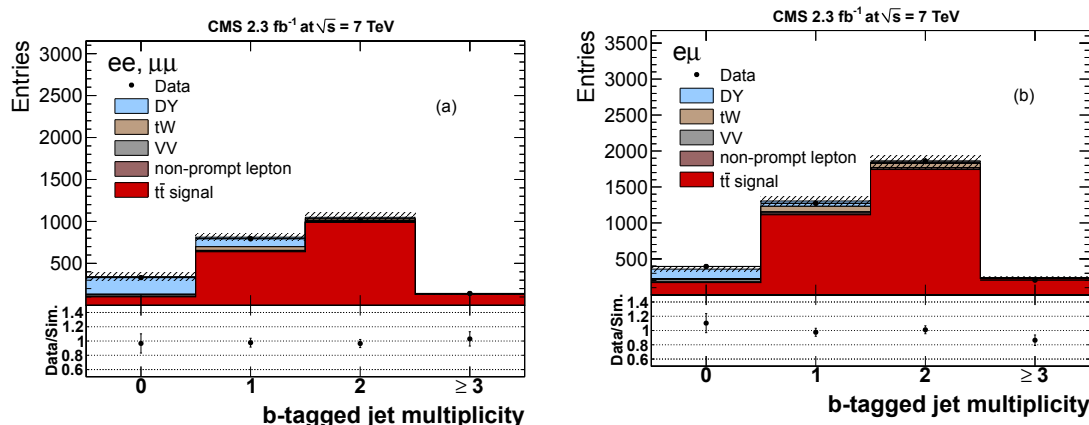 CMS 2.3 fb⁻¹ at √s = 7 TeV
Entries
3000
2500
2000
1500
1000
500
ee, μμ
Data
DY
tW
VV
non-prompt lepton
tt̄ signal
(a)
Data/Sim.
1.4
1.2
1
0.8
0.6
0
1
2
≥ 3
b-tagged jet multiplicity
CMS 2.3 fb⁻¹ at √s = 7 TeV
Entries
3500
3000
2500
2000
1500
1000
500
eμ
Data
DY
tW
VV
non-prompt lepton
tt̄ signal
(b)
Data/Sim.
1.4
1.2
1
0.8
0.6
0
1
2
≥ 3
b-tagged jet multiplicity